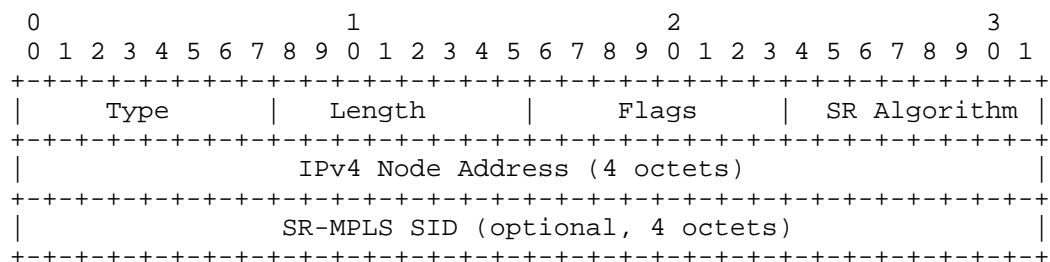 0                   1                   2                   3
 0 1 2 3 4 5 6 7 8 9 0 1 2 3 4 5 6 7 8 9 0 1 2 3 4 5 6 7 8 9 0 1
+-+-+-+-+-+-+-+-+-+-+-+-+-+-+-+-+-+-+-+-+-+-+-+-+-+-+-+-+-+-+-+-+
|     Type      |   Length      |     Flags     |  SR Algorithm |
+-+-+-+-+-+-+-+-+-+-+-+-+-+-+-+-+-+-+-+-+-+-+-+-+-+-+-+-+-+-+-+-+
|                 IPv4 Node Address (4 octets)                  |
+-+-+-+-+-+-+-+-+-+-+-+-+-+-+-+-+-+-+-+-+-+-+-+-+-+-+-+-+-+-+-+-+
|                SR-MPLS SID (optional, 4 octets)               |
+-+-+-+-+-+-+-+-+-+-+-+-+-+-+-+-+-+-+-+-+-+-+-+-+-+-+-+-+-+-+-+-+